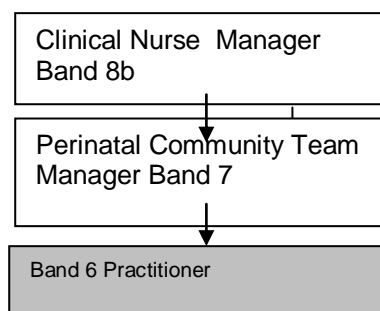 Clinical Nurse Manager
Band 8b
Perinatal Community Team
Manager Band 7
Band 6 Practitioner